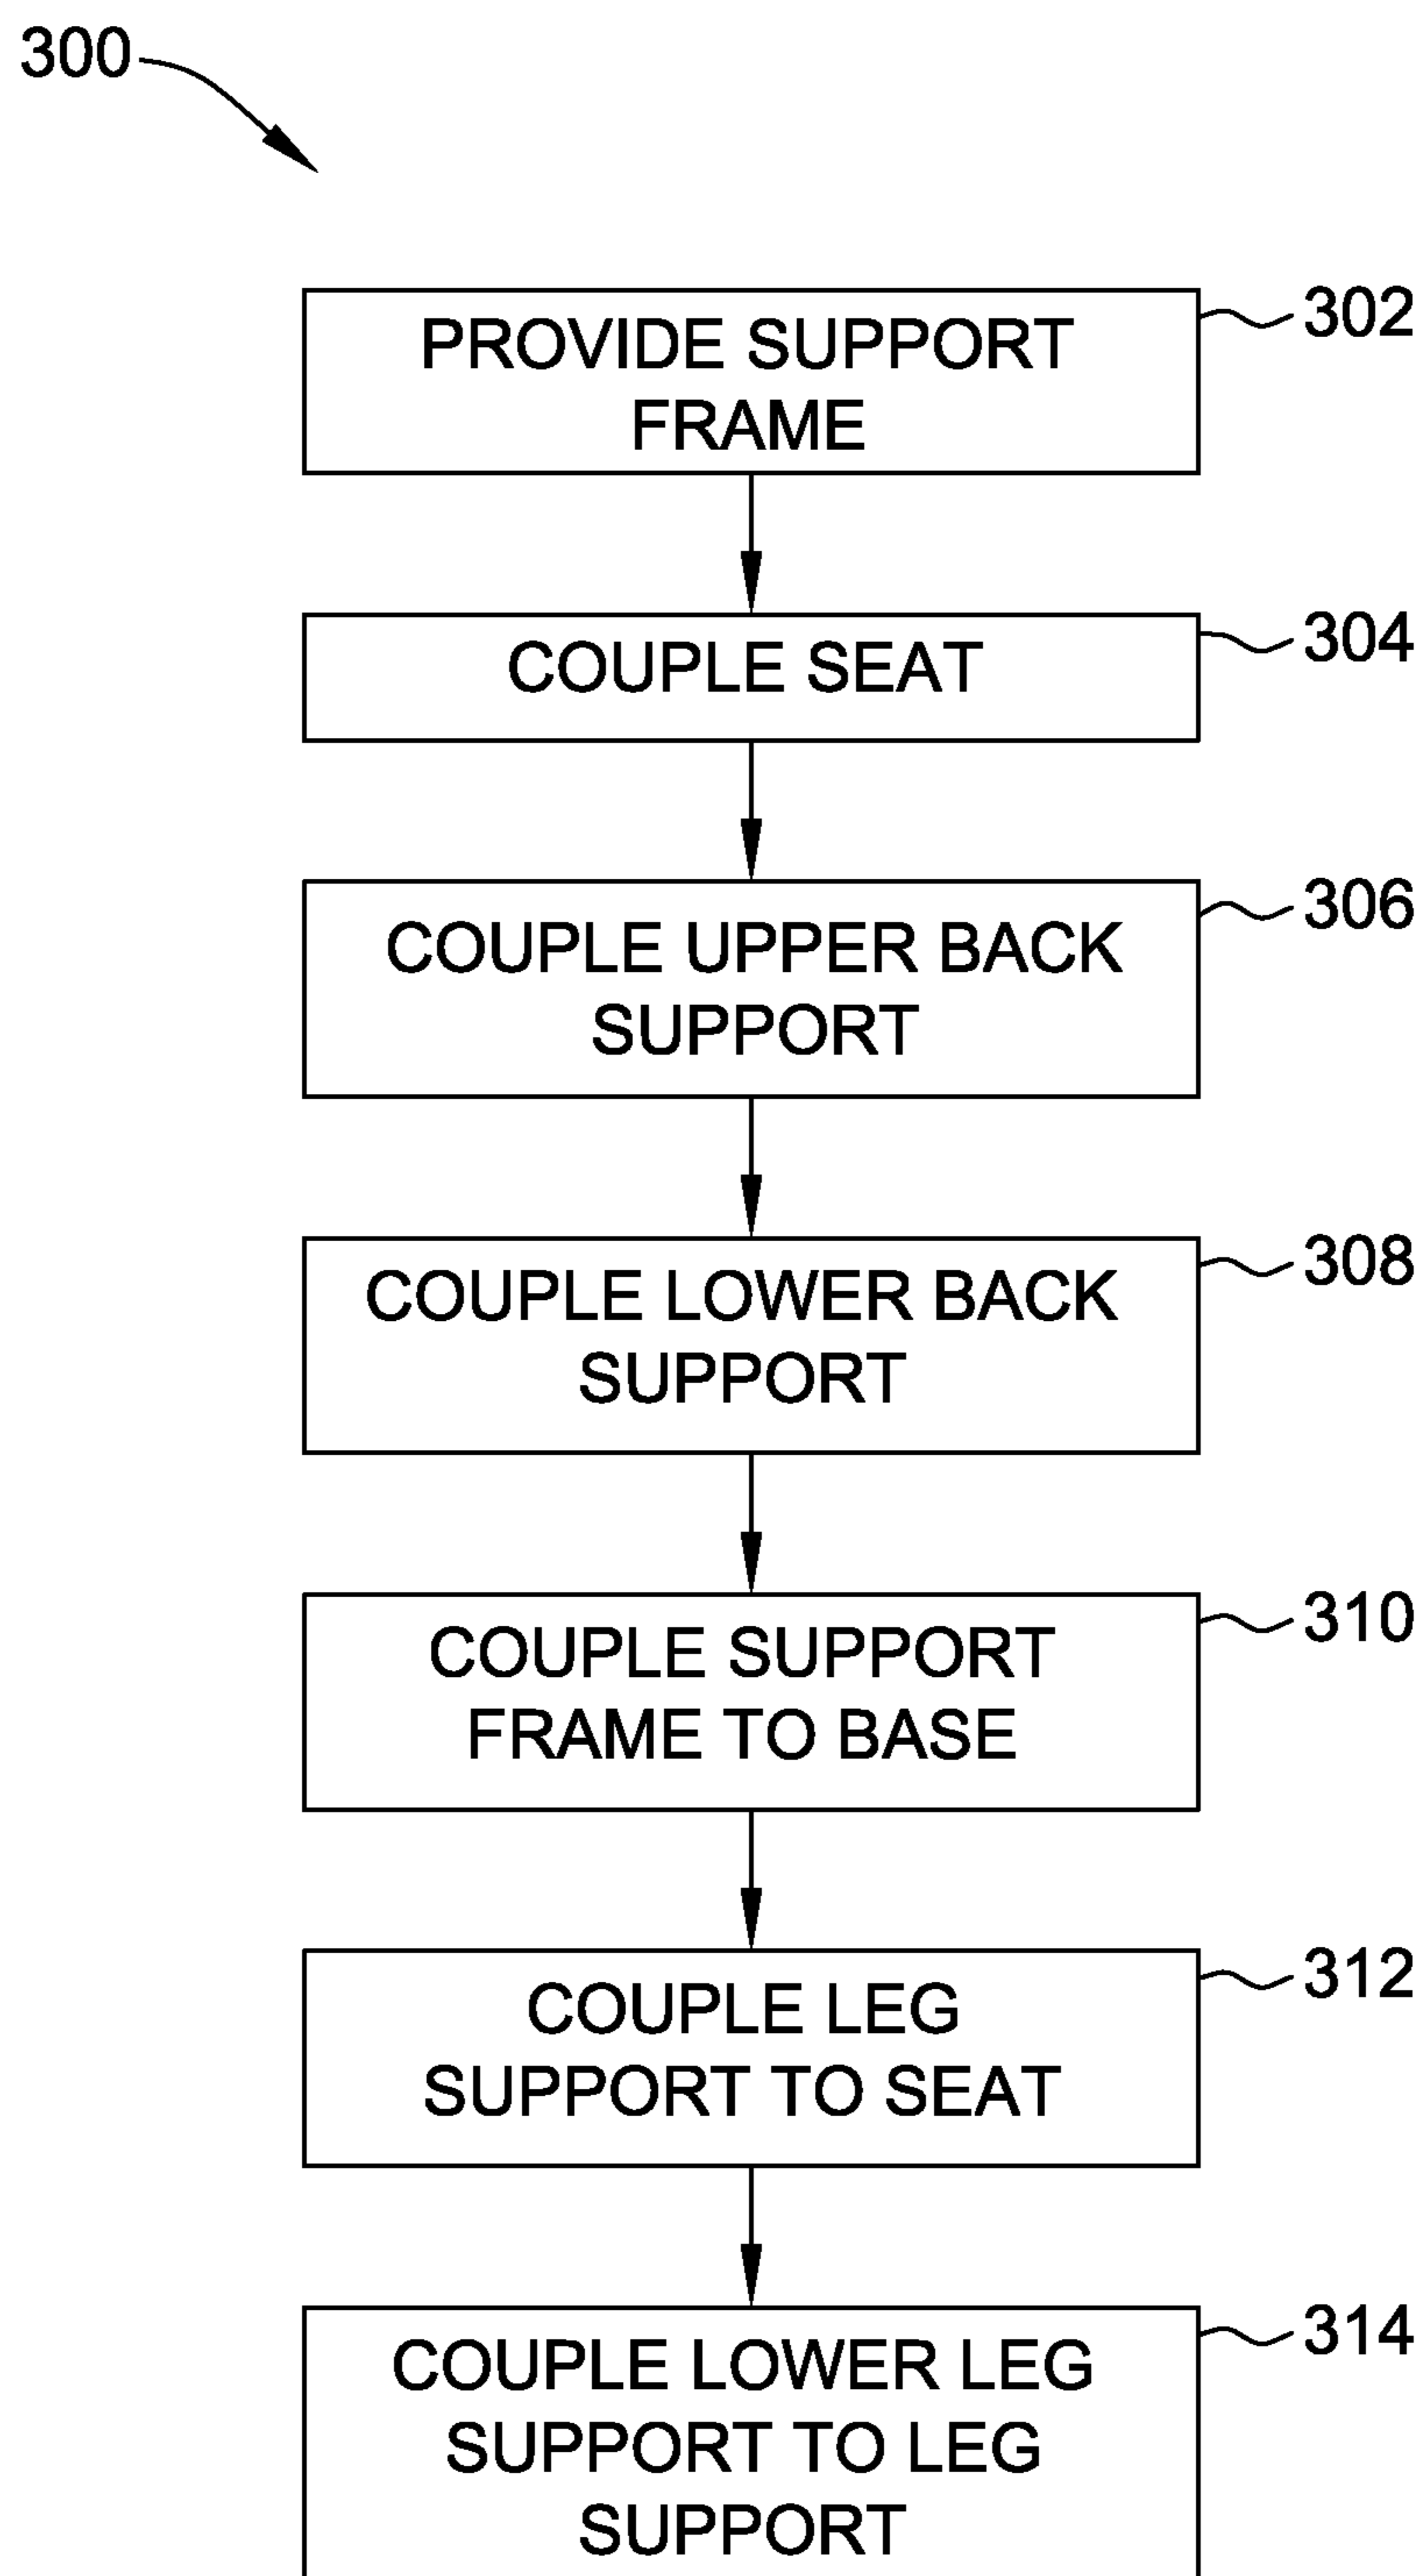 300
PROVIDE SUPPORT
FRAME
302
COUPLE SEAT
304
COUPLE UPPER BACK
SUPPORT
306
COUPLE LOWER BACK
SUPPORT
308
COUPLE SUPPORT
FRAME TO BASE
310
COUPLE LEG
SUPPORT TO SEAT
312
COUPLE LOWER LEG
SUPPORT TO LEG
SUPPORT
314